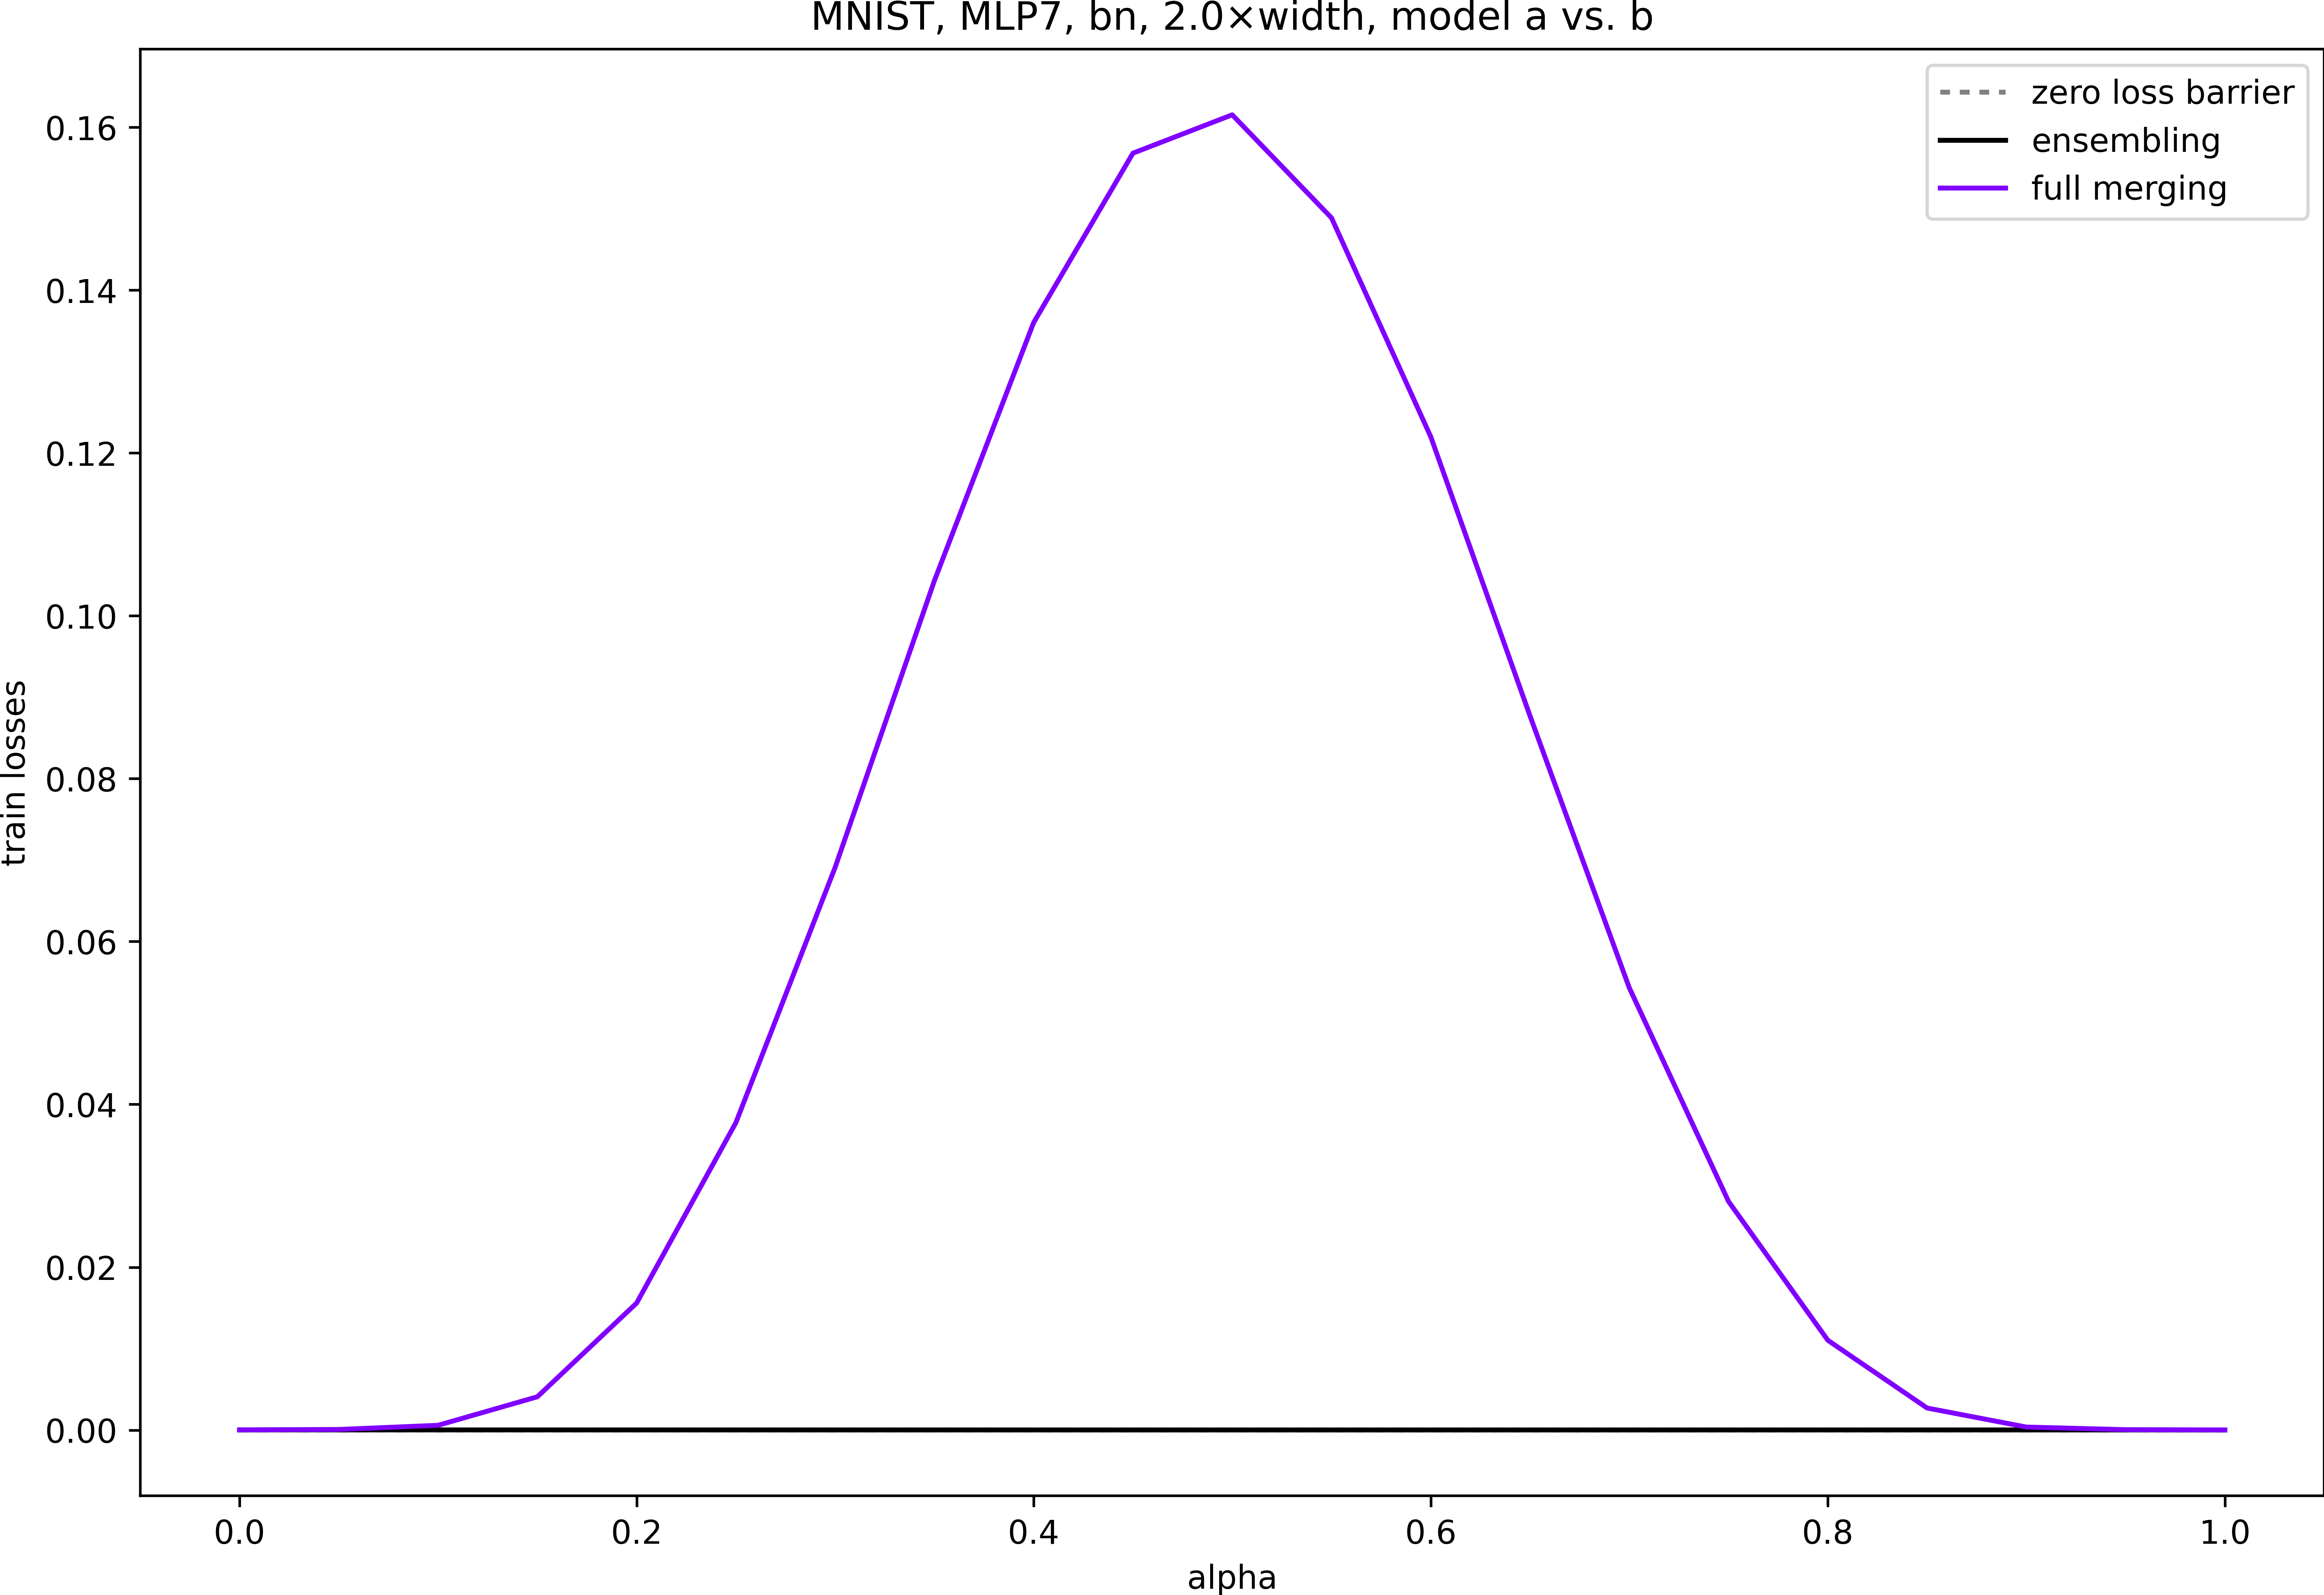 MNIST, MLP7, bn, 2.0×width, model a vs. b
zero loss barrier
ensembling
full merging
train losses
0.16
0.14
0.12
0.10
0.08
0.06
0.04
0.02
0.00
0.0 0.2 0.4 0.6 0.8 1.0
alpha